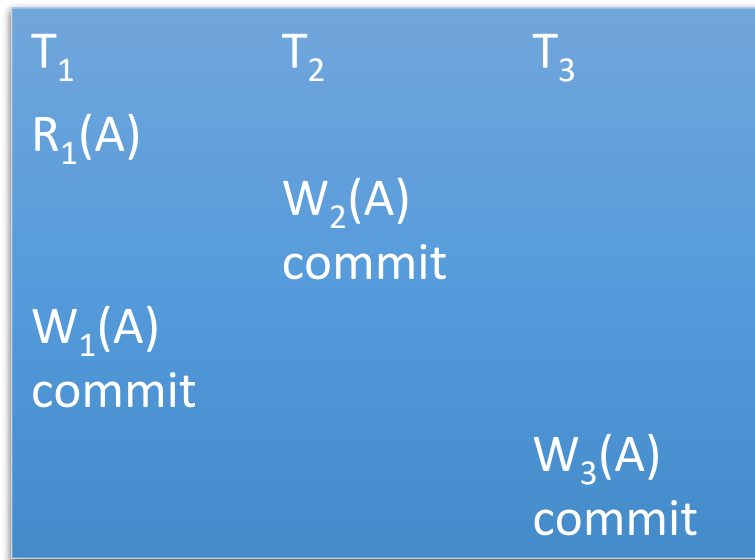 T₁ T₂ T₃
R₁(A)
W₂(A)
commit
W₁(A)
commit
W₃(A)
commit